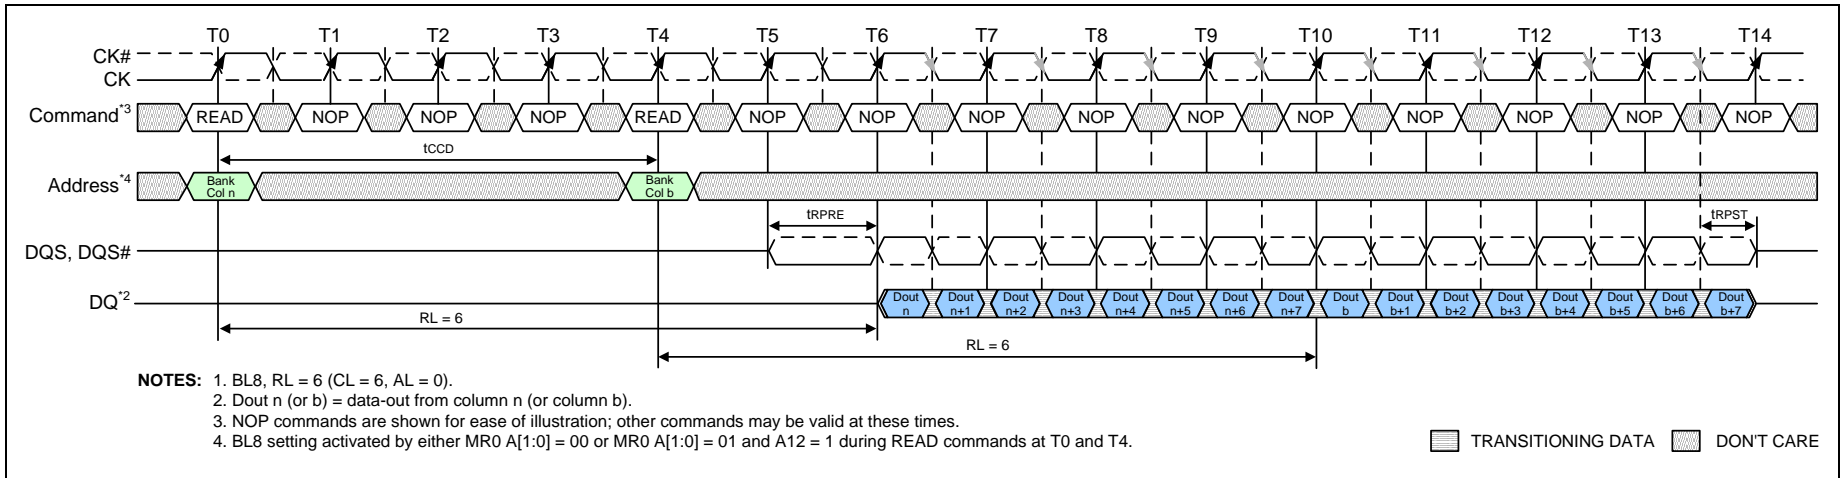 T0 T1 T2 T3 T4 T5 T6 T7 T8 T9 T10 T11 T12 T13 T14
CK#
CK
Command*3 READ NOP NOP NOP READ NOP NOP NOP NOP NOP NOP NOP NOP NOP NOP
tCCD
Address*4 Bank Col n Bank Col b
tRPRE tRPST
DQS, DQS#
DQ*2 Dout n Dout n+1 Dout n+2 Dout n+3 Dout n+4 Dout n+5 Dout n+6 Dout n+7 Dout b Dout b+1 Dout b+2 Dout b+3 Dout b+4 Dout b+5 Dout b+6 Dout b+7
RL = 6
RL = 6
NOTES: 1. BL8, RL = 6 (CL = 6, AL = 0).
2. Dout n (or b) = data-out from column n (or column b).
3. NOP commands are shown for ease of illustration; other commands may be valid at these times.
4. BL8 setting activated by either MR0 A[1:0] = 00 or MR0 A[1:0] = 01 and A12 = 1 during READ commands at T0 and T4.
TRANSITIONING DATA DON'T CARE